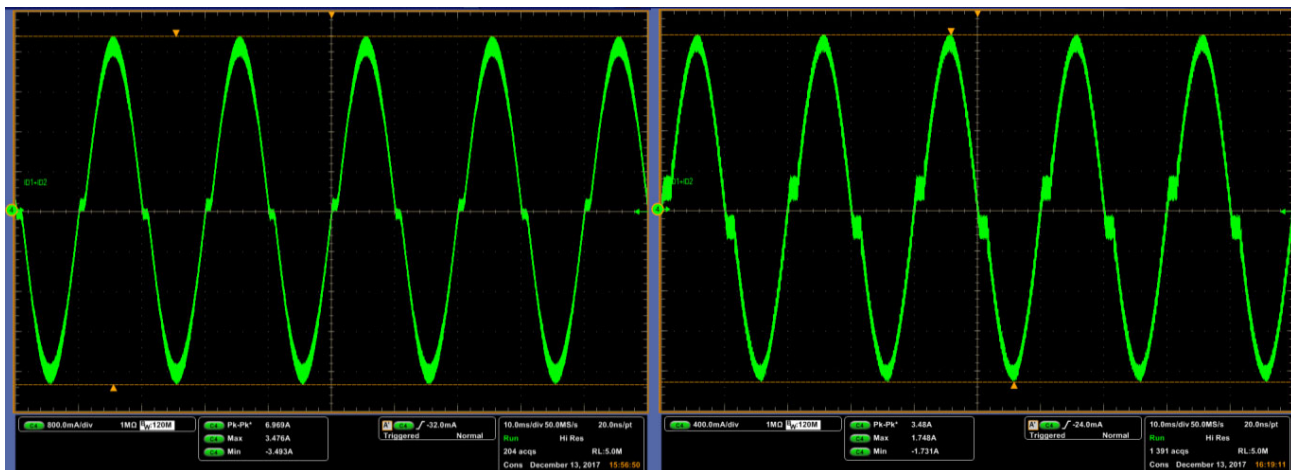 ID1+ID2
4
C4 800.0mA/div 1MΩ BW:120M
C4 Pk-Pk* 6.969A
C4 Max 3.476A
C4 Min -3.493A
A' C4 -32.0mA
Triggered Normal
10.0ms/div 50.0MS/s 20.0ns/pt
Run Hi Res
204 acqs RL:5.0M
Cons December 13, 2017 15:56:50
D1+ID2
4
C4 400.0mA/div 1MΩ BW:120M
C4 Pk-Pk* 3.48A
C4 Max 1.748A
C4 Min -1.731A
A' C4 -24.0mA
Triggered Normal
10.0ms/div 50.0MS/s 20.0ns/pt
Run Hi Res
1 391 acqs RL:5.0M
Cons December 13, 2017 16:19:11